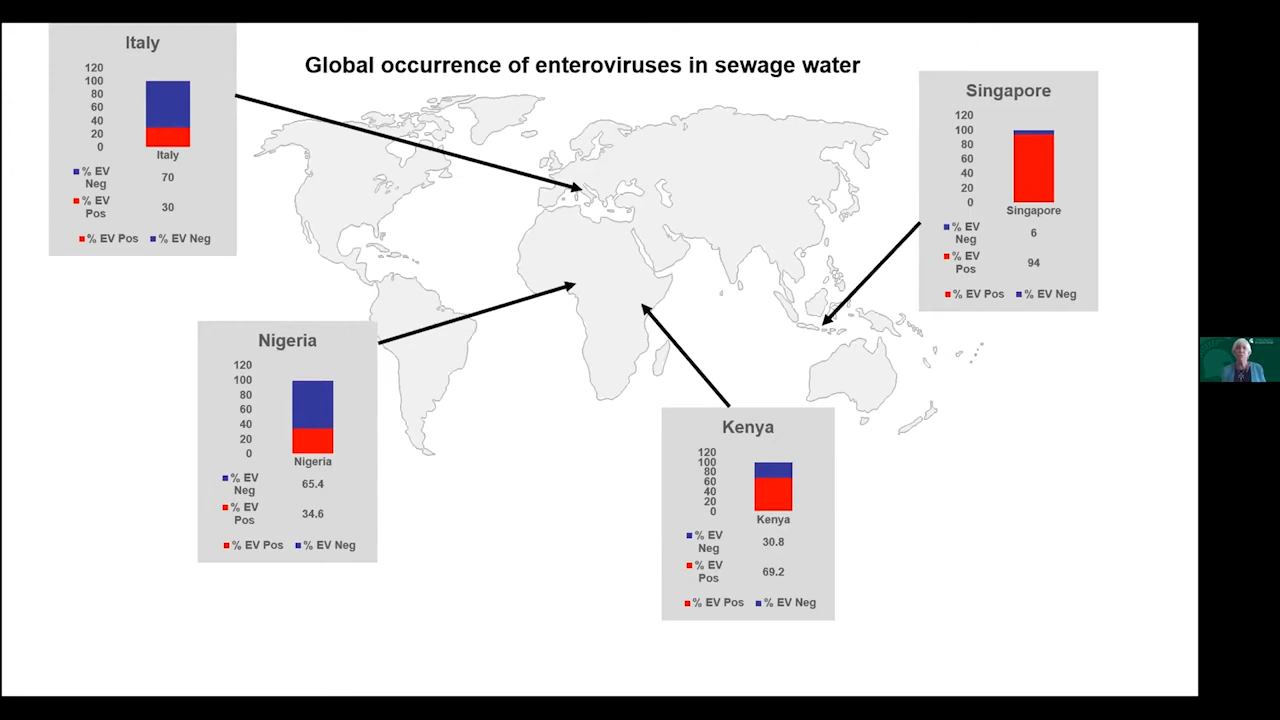 Global occurrence of enteroviruses in sewage water
Italy
120
100
80
60
40
20
0
Italy
% EV
Neg
70
% EV
Pos
30
% EV Pos % EV Neg
Singapore
120
100
80
60
40
20
0
Singapore
% EV
Neg
6
% EV
Pos
94
% EV Pos % EV Neg
Nigeria
120
100
80
60
40
20
0
Nigeria
% EV
Neg
65.4
% EV
Pos
34.6
% EV Pos % EV Neg
Kenya
120
100
80
60
40
20
0
Kenya
% EV
Neg
30.8
% EV
Pos
69.2
% EV Pos % EV Neg